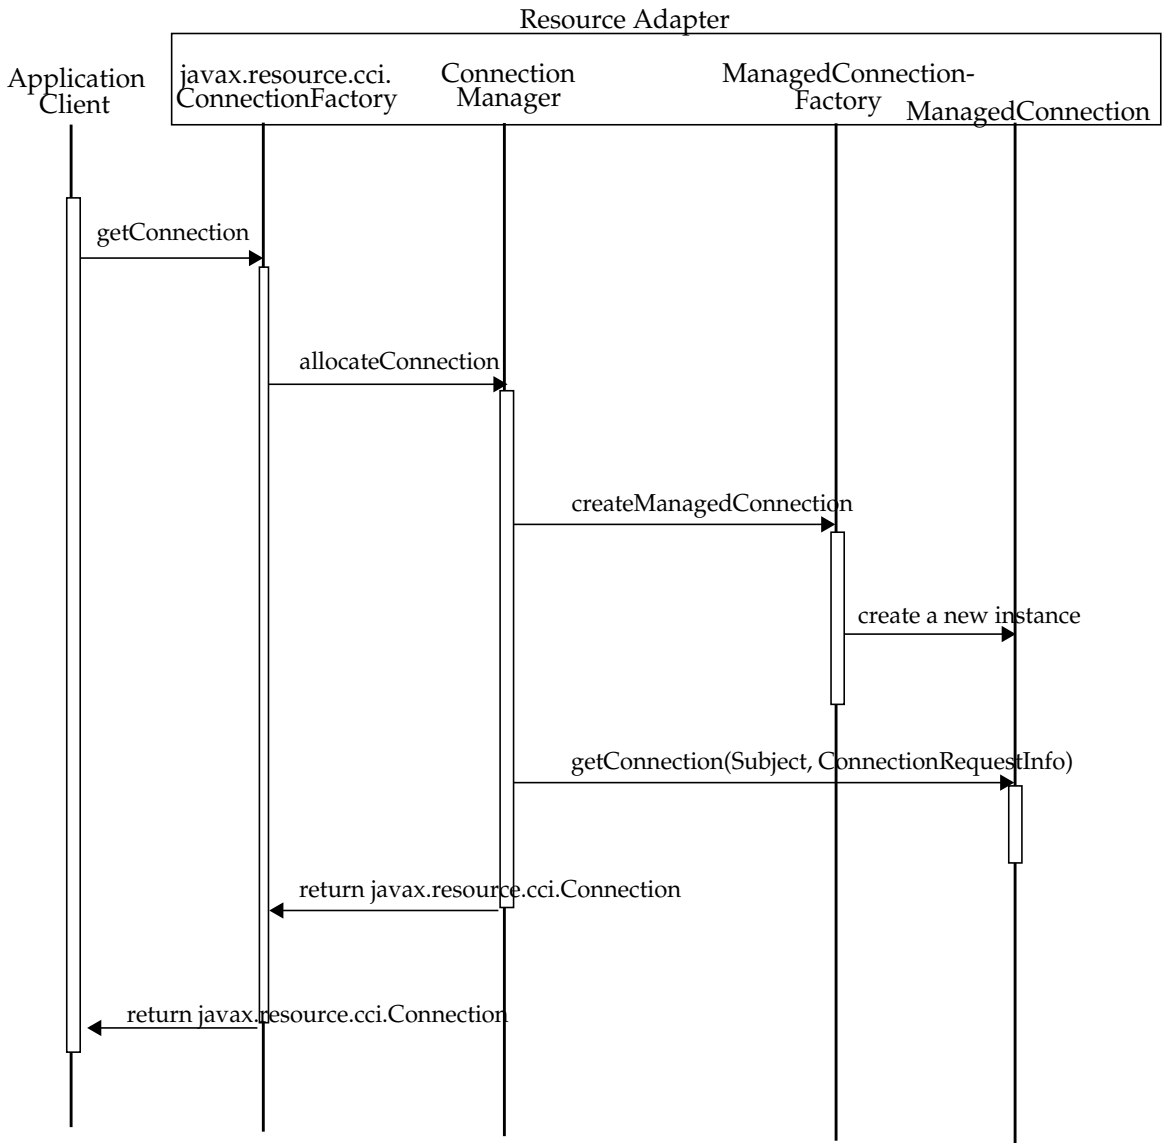 Resource Adapter
Application
Client
javax.resource.cci.
ConnectionFactory
Connection
Manager
ManagedConnection-
Factory
ManagedConnection
getConnection
allocateConnection
createManagedConnection
create a new instance
getConnection(Subject, ConnectionRequestInfo)
return javax.resource.cci.Connection
return javax.resource.cci.Connection